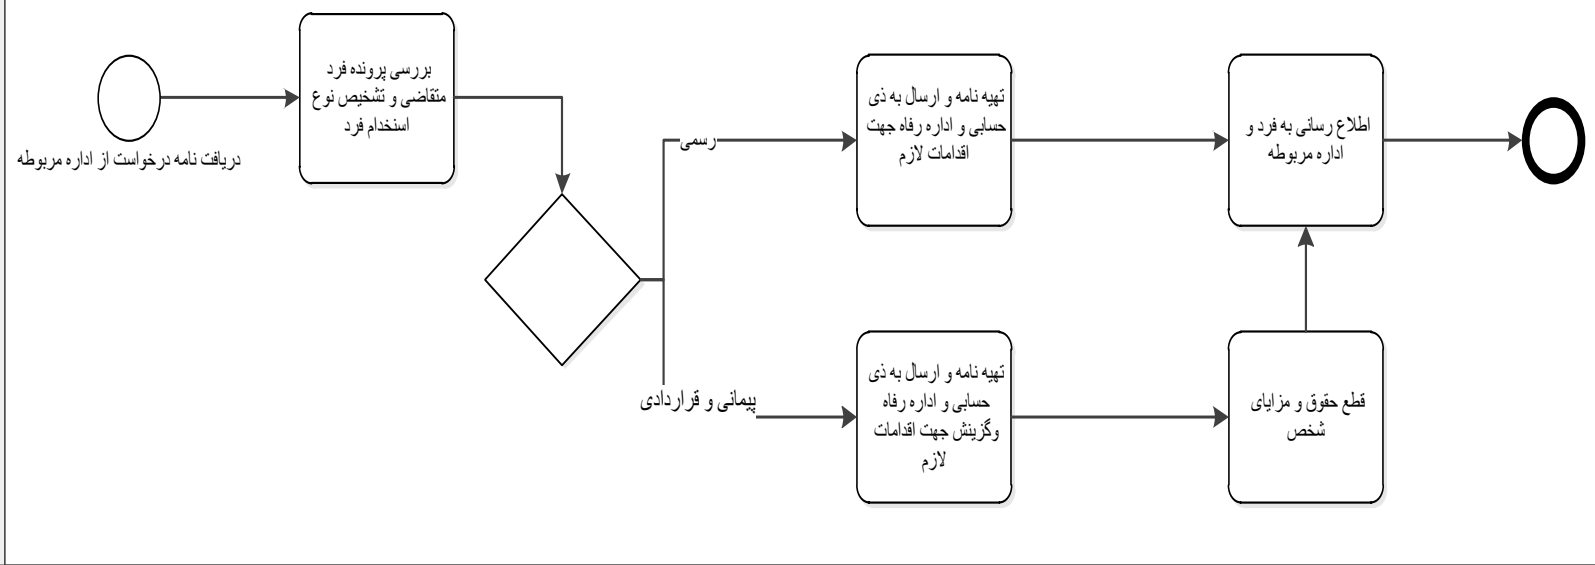 دریافت نامه درخواست از اداره مربوطه
بررسی پرونده فرد
متقاضی و تشخیص نوع
استخدام فرد
رسمی
تهیه نامه و ارسال به ذی
حسابی و اداره رفاه جهت
اقدامات لازم
اطلاع رسانی به فرد و
اداره مربوطه
پیمانی و قراردادی
تهیه نامه و ارسال به ذی
حسابی و اداره رفاه
وگزینش جهت اقدامات
لازم
قطع حقوق و مزایای
شخص